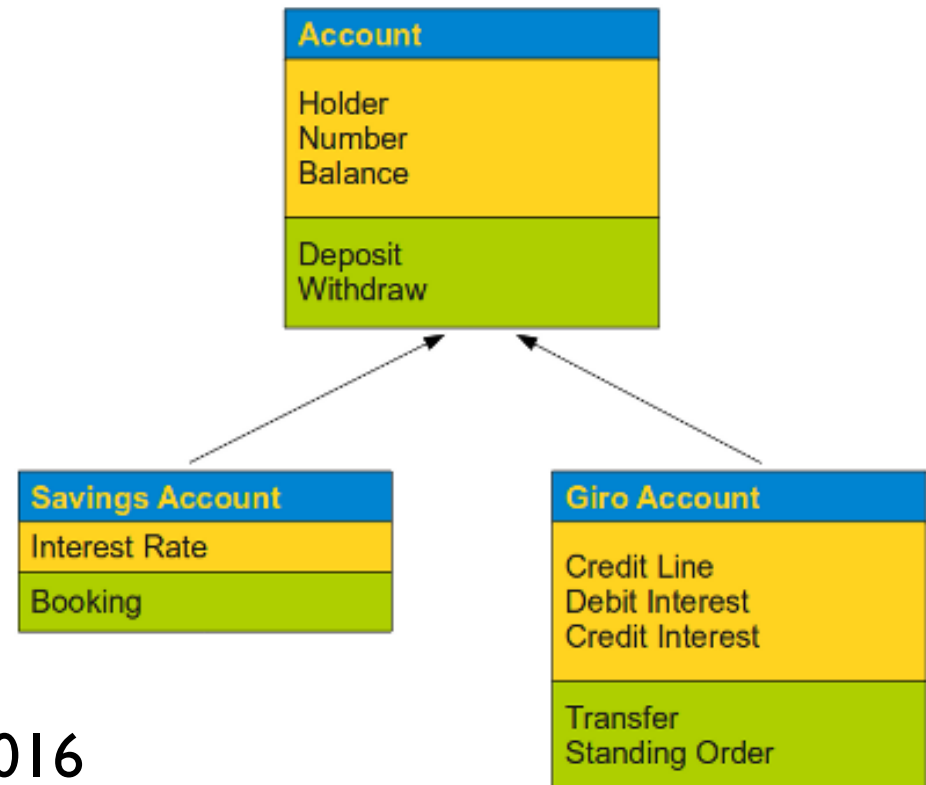 Account
Holder
Number
Balance
Deposit
Withdraw
Savings Account
Interest Rate
Booking
Giro Account
Credit Line
Debit Interest
Credit Interest
Transfer
Standing Order
016